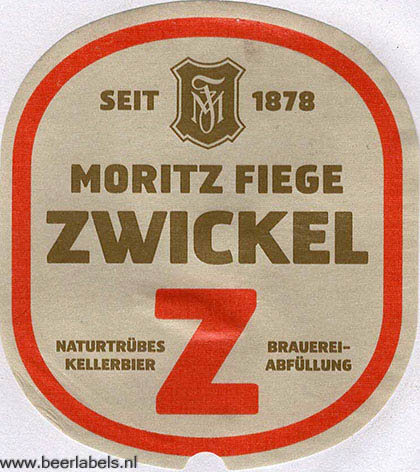 SEIT 1878
MORITZ FIEGE
ZWICKEL
Z
NATURTRÜBES
KELLERBIER
BRAUEREI-
ABFÜLLUNG
www.beerlabels.nl